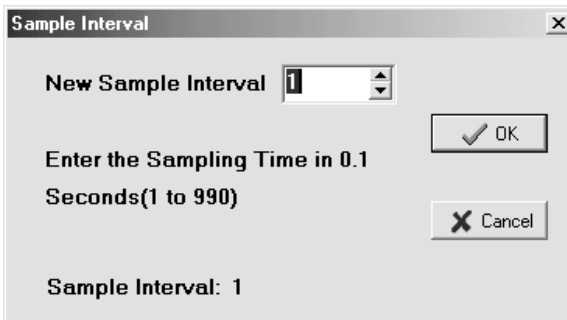 Sample Interval
New Sample Interval 1
OK
Enter the Sampling Time in 0.1
Seconds(1 to 990)
Cancel
Sample Interval: 1